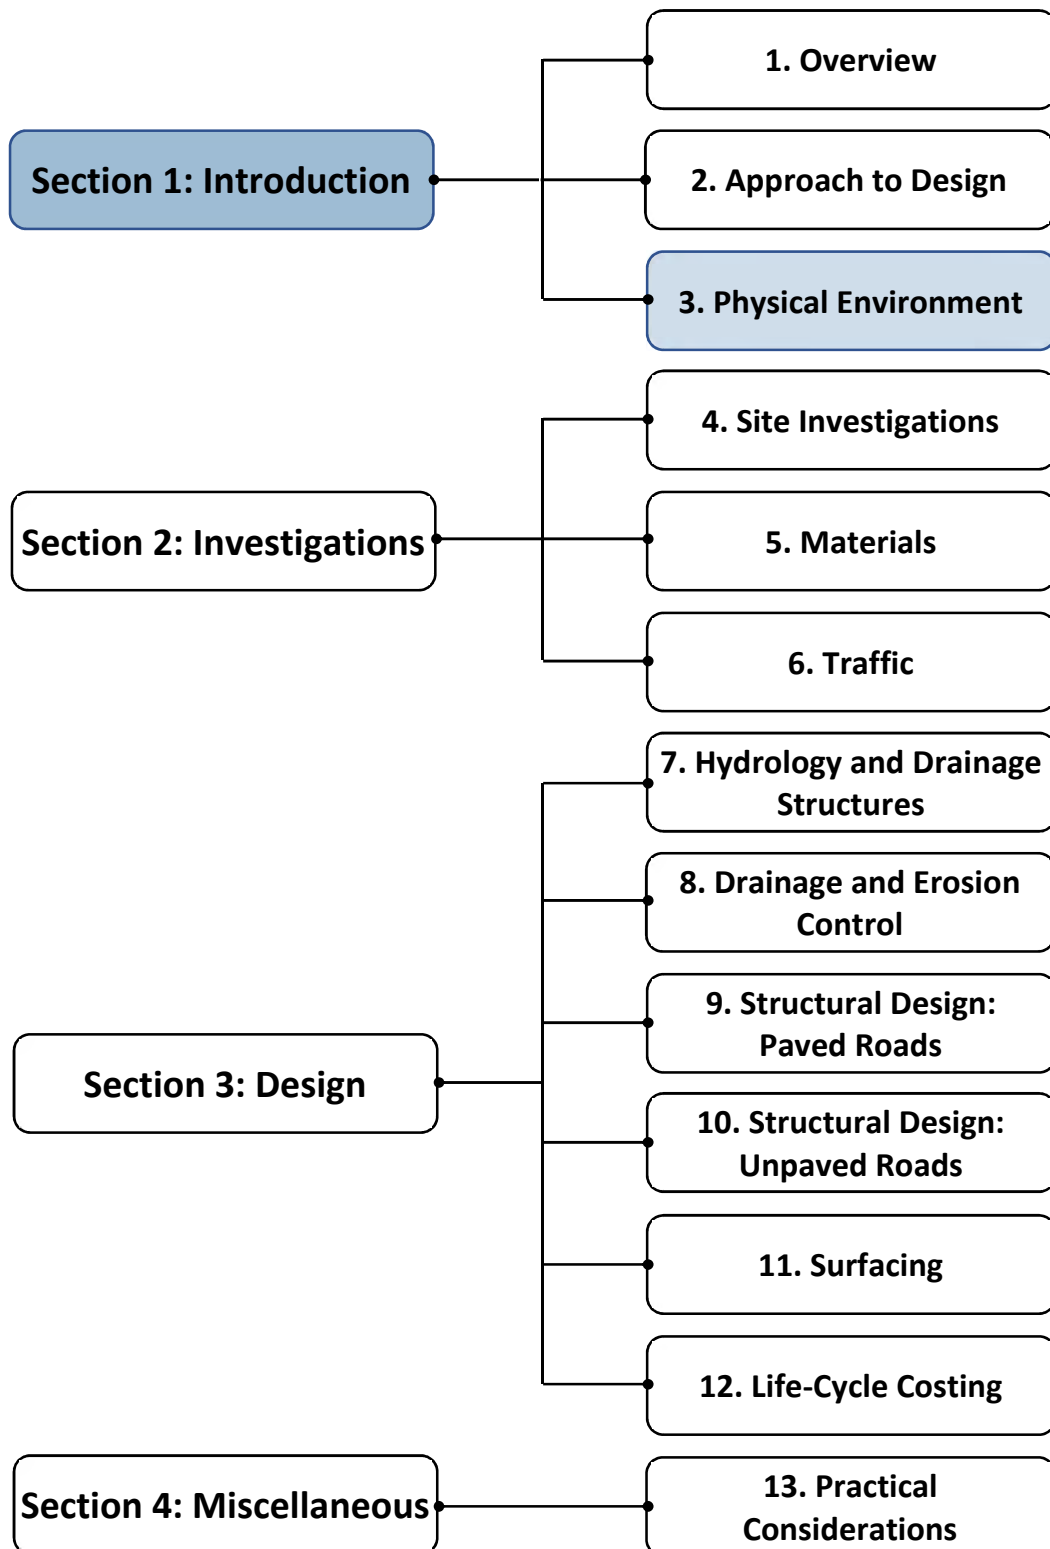 1. Overview
Section 1: Introduction
2. Approach to Design
3. Physical Environment
4. Site Investigations
Section 2: Investigations
5. Materials
6. Traffic
7. Hydrology and Drainage
Structures
8. Drainage and Erosion
Control
9. Structural Design:
Paved Roads
Section 3: Design
10. Structural Design:
Unpaved Roads
11. Surfacing
12. Life-Cycle Costing
Section 4: Miscellaneous
13. Practical
Considerations